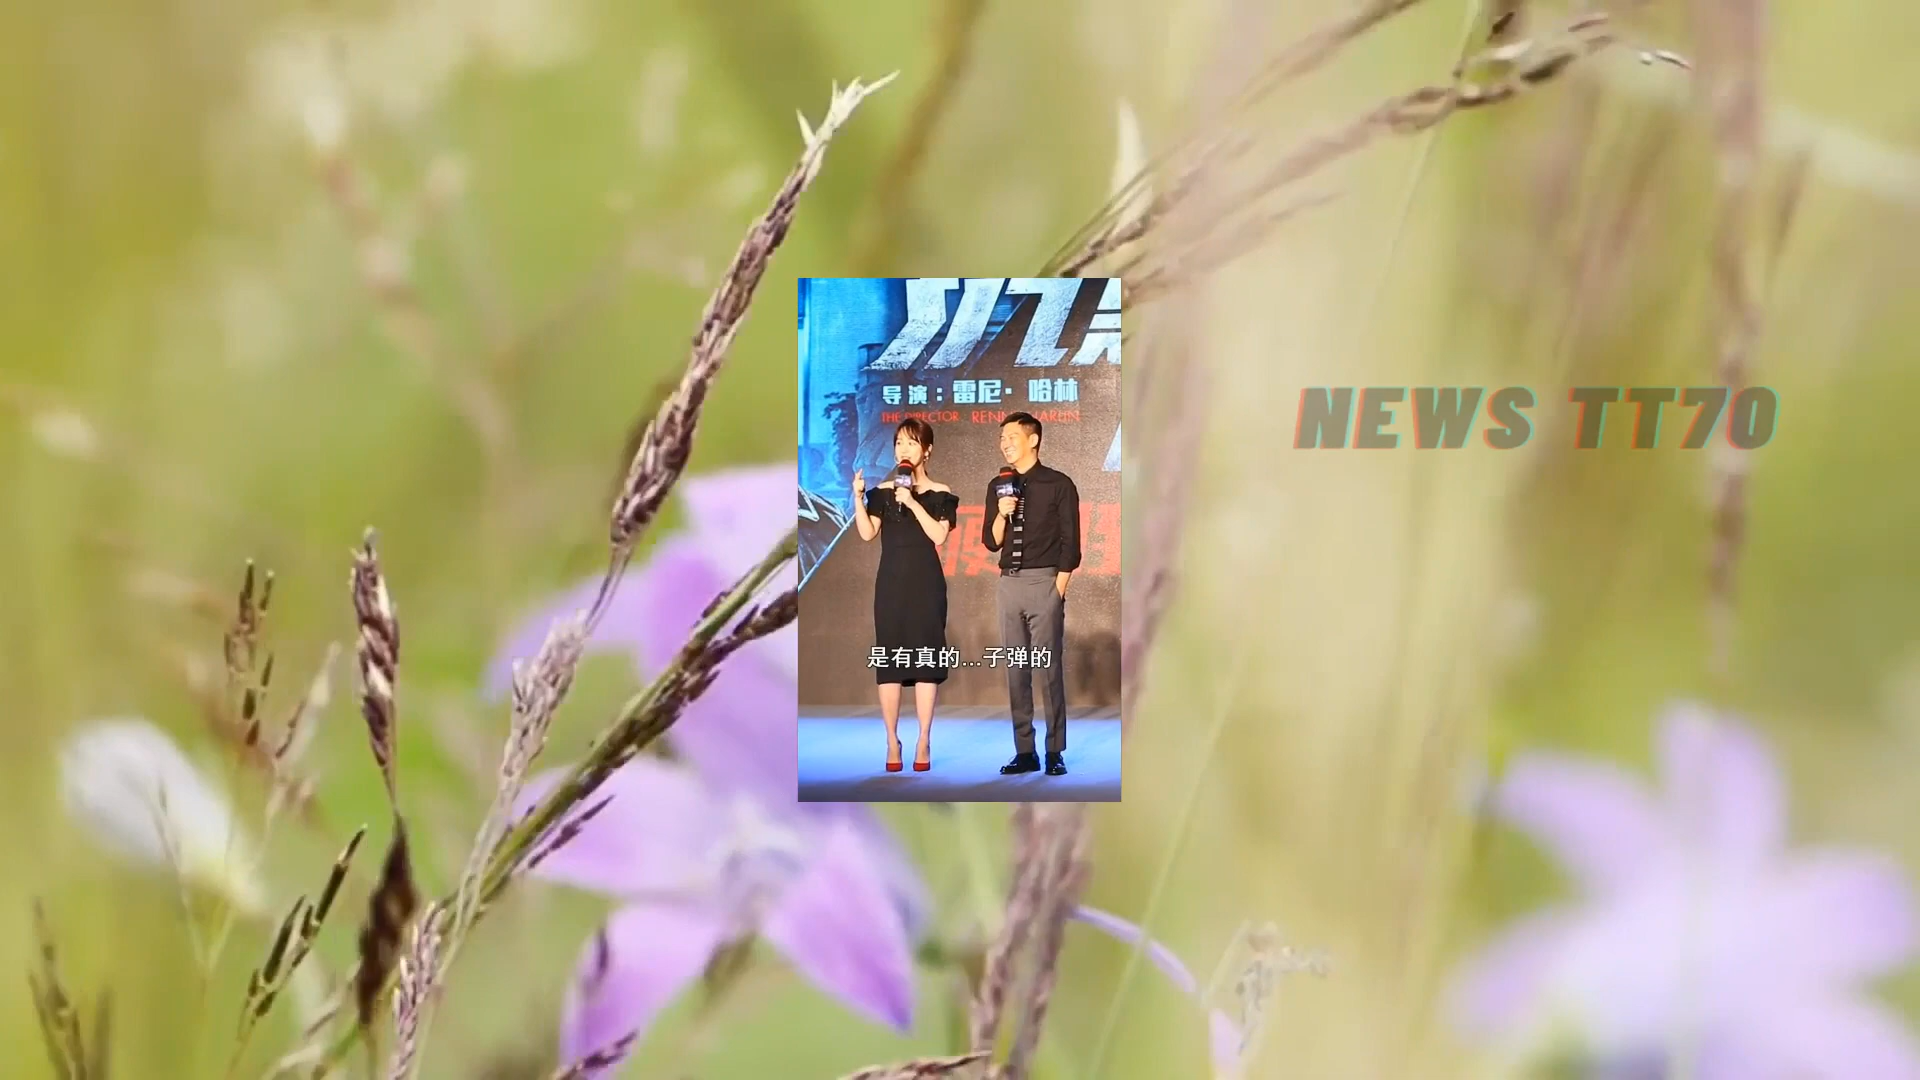 导演：雷尼·哈林
THE DIRECTOR : RENNY HARLIN
NEWS TT70
是有真的...子弹的